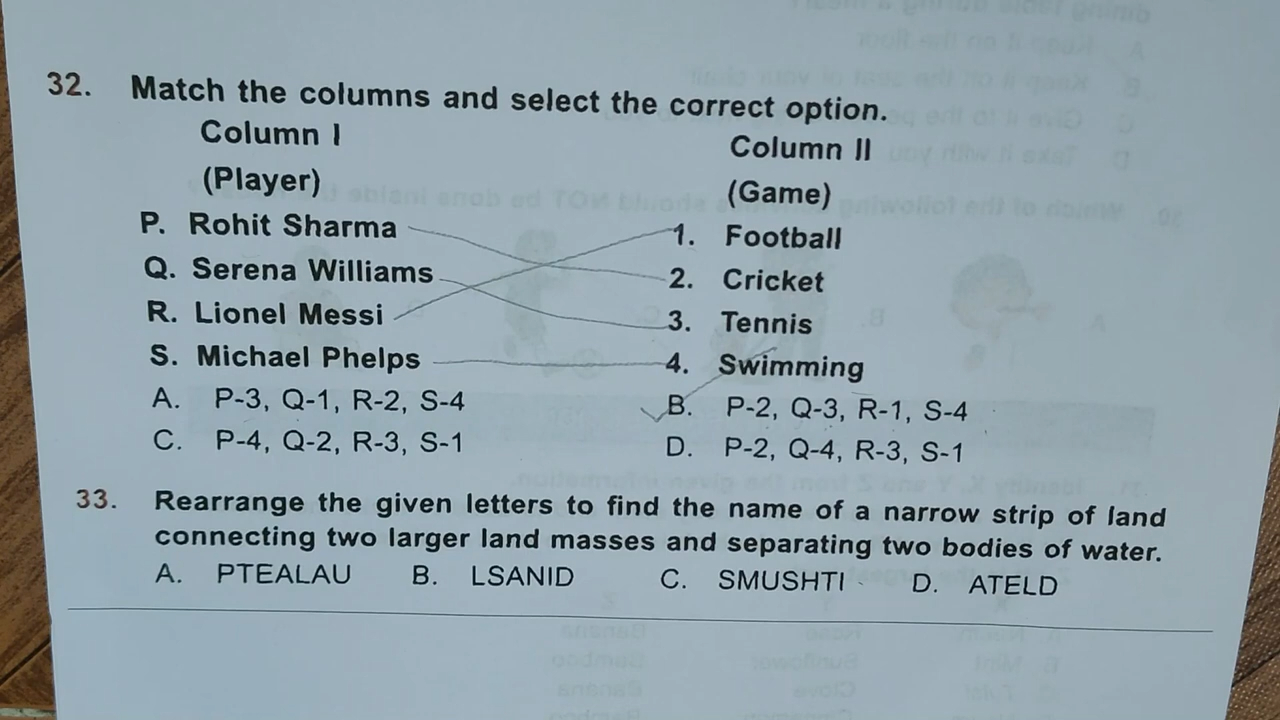 32. Match the columns and select the correct option.
Column I Column II
(Player) (Game)
P. Rohit Sharma 1. Football
Q. Serena Williams 2. Cricket
R. Lionel Messi 3. Tennis
S. Michael Phelps 4. Swimming
A. P-3, Q-1, R-2, S-4 B. P-2, Q-3, R-1, S-4
C. P-4, Q-2, R-3, S-1 D. P-2, Q-4, R-3, S-1
33. Rearrange the given letters to find the name of a narrow strip of land
connecting two larger land masses and separating two bodies of water.
A. PTEALAU B. LSANID C. SMUSHTI D. ATELD